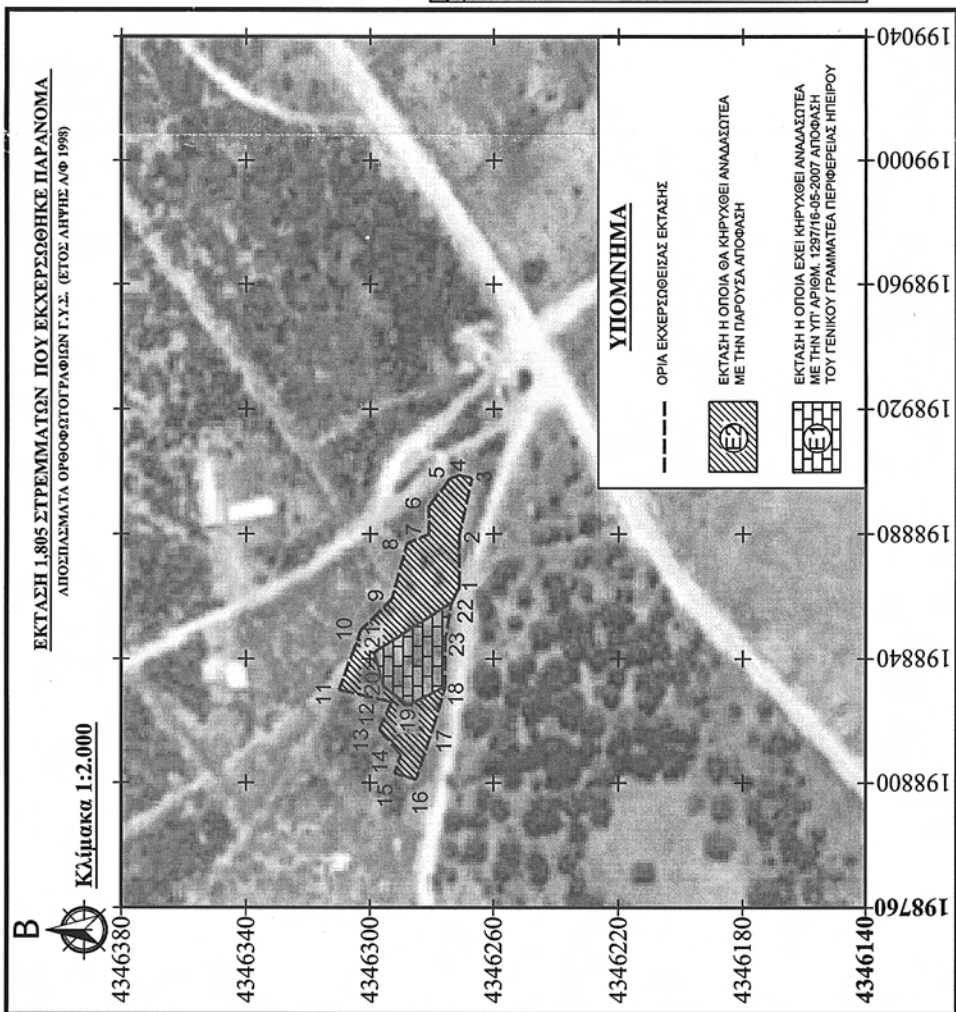 ΕΚΤΑΣΗ 1,805 ΣΤΡΕΜΜΑΤΩΝ ΠΟΥ ΕΚΧΕΡΣΩΘΗΚΕ ΠΑΡΑΝΟΜΑ
ΑΠΟΣΠΑΣΜΑΤΑ ΟΡΘΟΦΩΤΟΓΡΑΦΙΩΝ Γ.Υ.Σ. (ΕΤΟΣ ΛΗΨΗΣ Α/Φ 1998)
Β
Κλίμακα 1:2.000
4346380
4346340
4346300
4346260
4346220
4346180
4346140
11
10
9
8
7
6
5
4
3
2
1
22
23
21
20
12
13
14
15
16
17
18
19
ΥΠΟΜΝΗΜΑ
ΟΡΙΑ ΕΚΧΕΡΣΩΘΕΙΣΑΣ ΕΚΤΑΣΗΣ
Ε2
ΕΚΤΑΣΗ Η ΟΠΟΙΑ ΘΑ ΚΗΡΥΧΘΕΙ ΑΝΑΔΑΣΩΤΕΑ
ΜΕ ΤΗΝ ΠΑΡΟΥΣΑ ΑΠΟΦΑΣΗ
Ε1
ΕΚΤΑΣΗ Η ΟΠΟΙΑ ΕΧΕΙ ΚΗΡΥΧΘΕΙ ΑΝΑΔΑΣΩΤΕΑ
ΜΕ ΤΗΝ ΥΠ' ΑΡΙΘΜ. 1297/16-05-2007 ΑΠΟΦΑΣΗ
ΤΟΥ ΓΕΝΙΚΟΥ ΓΡΑΜΜΑΤΕΑ ΠΕΡΙΦΕΡΕΙΑΣ ΗΠΕΙΡΟΥ
198760
198800
198840
198880
198920
198960
199000
199040